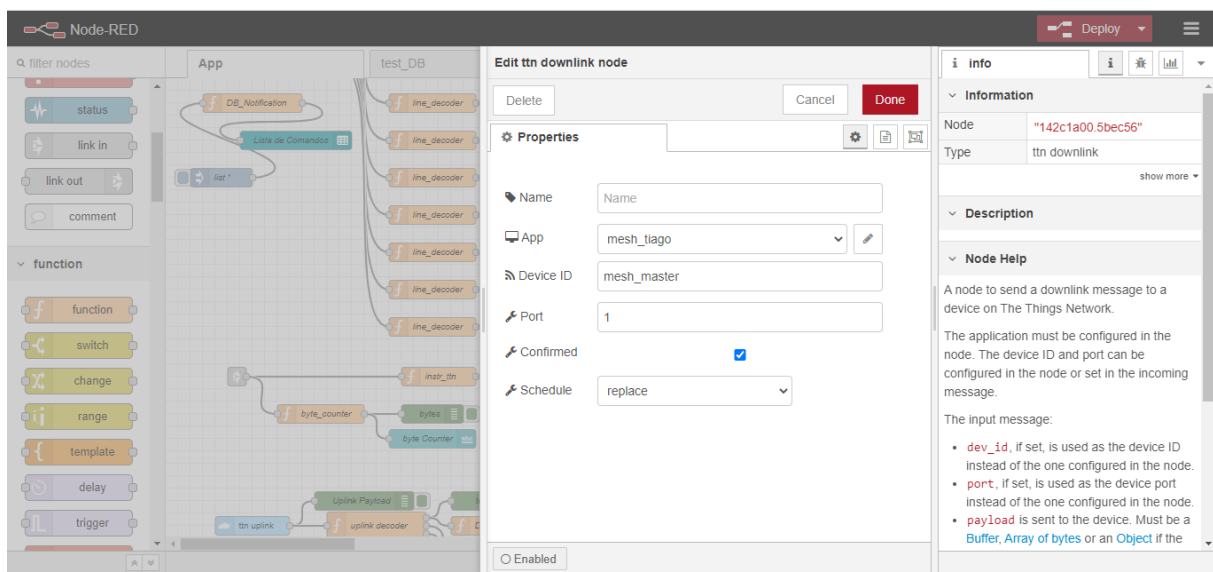 Node-RED
Deploy
filter nodes
status
link in
link out
comment
function
function
switch
change
range
template
delay
trigger
App
test_DB
DB_Notification
Lista de Comandos
list *
line_decoder
line_decoder
line_decoder
line_decoder
line_decoder
line_decoder
line_decoder
instr_ttn
byte_counter
bytes
byte Counter
Uplink Payload
ttn uplink
uplink decoder
Edit ttn downlink node
Delete
Cancel
Done
Properties
Name
Name
App
mesh_tiago
Device ID
mesh_master
Port
1
Confirmed
Schedule
replace
Enabled
info
Information
Node "142c1a00.5bec56"
Type ttn downlink
show more
Description
Node Help
A node to send a downlink message to a
device on The Things Network.
The application must be configured in the
node. The device ID and port can be
configured in the node or set in the incoming
message.
The input message:
dev_id, if set, is used as the device ID
instead of the one configured in the node.
port, if set, is used as the device port
instead of the one configured in the node.
payload is sent to the device. Must be a
Buffer, Array of bytes or an Object if the